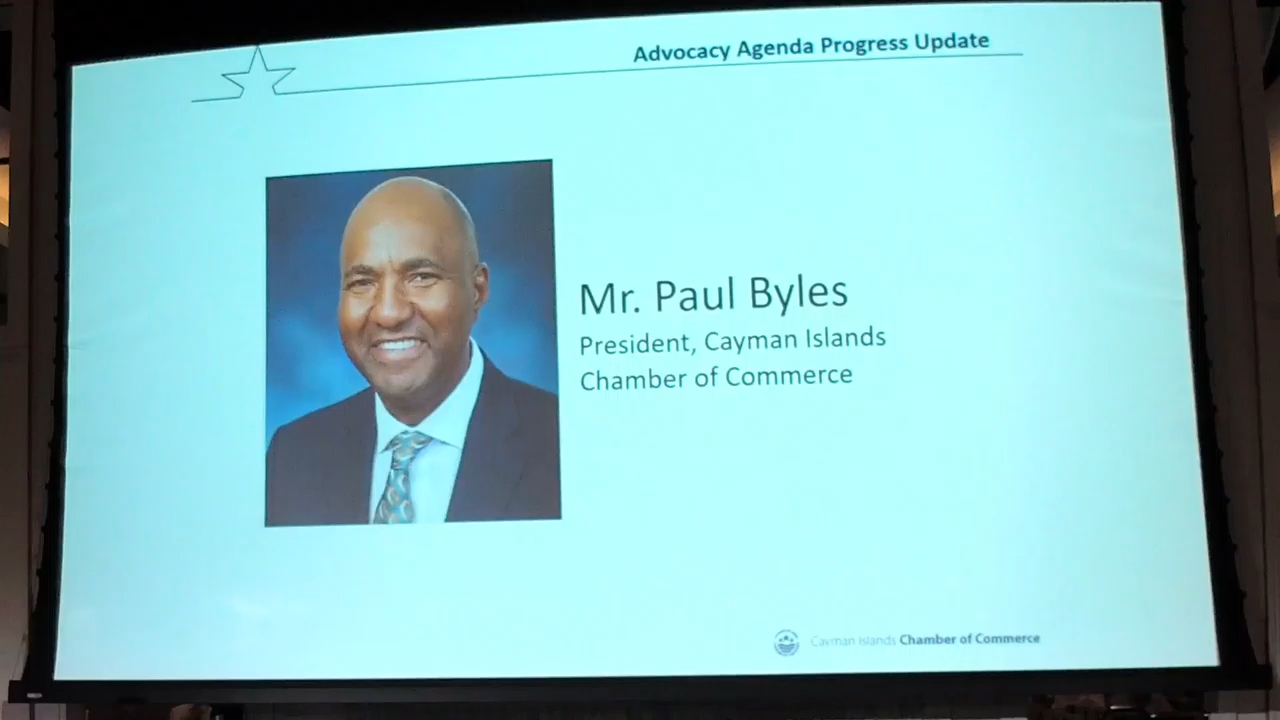 Advocacy Agenda Progress Update
Mr. Paul Byles
President, Cayman Islands
Chamber of Commerce
Cayman Islands Chamber of Commerce